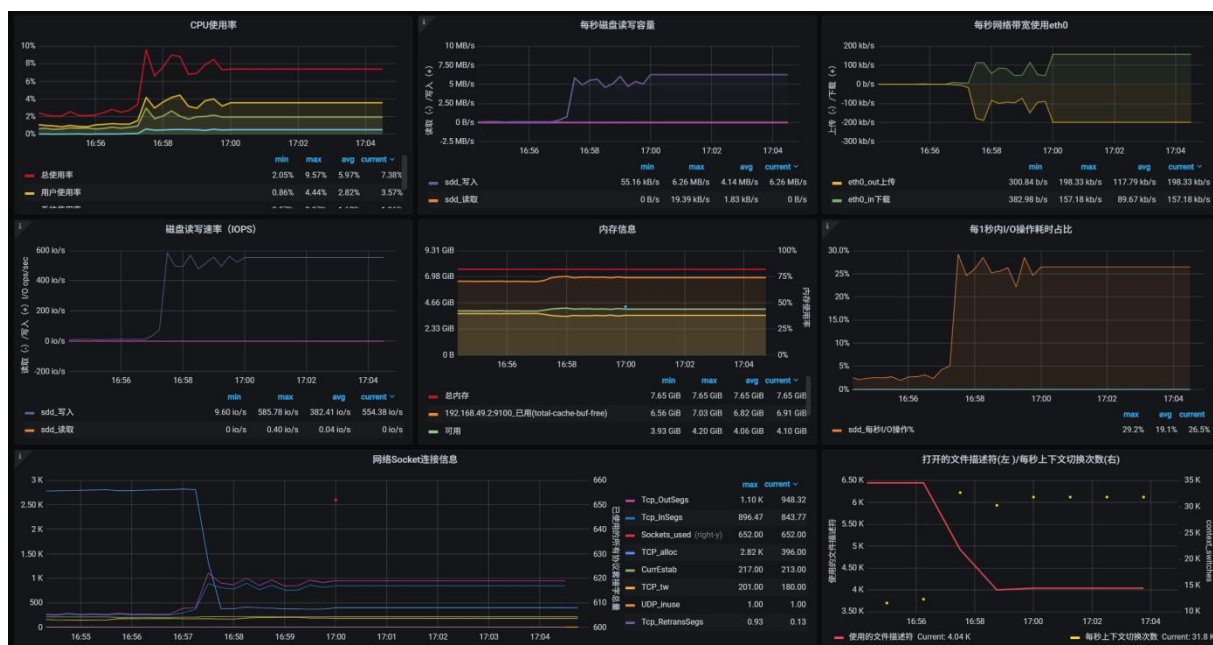 CPU使用率
10%
8%
6%
4%
2%
0%
16:56 16:58 17:00 17:02 17:04
min max avg current
总使用率 2.05% 9.57% 5.97% 7.38%
用户使用率 0.86% 4.44% 2.82% 3.57%
每秒磁盘读写容量
读取 (-) /写入 (+)
10 MB/s
7.50 MB/s
5 MB/s
2.50 MB/s
0 B/s
-2.5 MB/s
16:56 16:58 17:00 17:02 17:04
min max avg current
sdd_写入 55.16 kB/s 6.26 MB/s 4.14 MB/s 6.26 MB/s
sdd_读取 0 B/s 19.39 kB/s 1.83 kB/s 0 B/s
每秒网络带宽使用eth0
上传 (-) /下载 (+)
200 kb/s
100 kb/s
0 b/s
-100 kb/s
-200 kb/s
-300 kb/s
16:56 16:58 17:00 17:02 17:04
min max avg current
eth0_out上传 300.84 b/s 198.33 kb/s 117.79 kb/s 198.33 kb/s
eth0_in下载 382.98 b/s 157.18 kb/s 89.67 kb/s 157.18 kb/s
磁盘读写速率（IOPS）
读取 (-) /写入 (+) I/O ops/sec
600 io/s
400 io/s
200 io/s
0 io/s
-200 io/s
16:56 16:58 17:00 17:02 17:04
min max avg current
sdd_写入 9.60 io/s 585.78 io/s 382.41 io/s 554.38 io/s
sdd_读取 0 io/s 0.40 io/s 0.04 io/s 0 io/s
内存信息
9.31 GiB
6.98 GiB
4.66 GiB
2.33 GiB
0 B
100%
75%
50%
25%
0%
内存使用率
16:56 16:58 17:00 17:02 17:04
min max avg current
总内存 7.65 GiB 7.65 GiB 7.65 GiB 7.65 GiB
192.168.49.2:9100_已用(total-cache-buf-free) 6.56 GiB 7.03 GiB 6.82 GiB 6.91 GiB
可用 3.93 GiB 4.20 GiB 4.06 GiB 4.10 GiB
每1秒内I/O操作耗时占比
30.0%
25%
20%
15.0%
10%
5%
0%
16:56 16:58 17:00 17:02 17:04
max avg current
sdd_每秒I/O操作% 29.2% 19.1% 26.5%
网络Socket连接信息
3 K
2.50 K
2 K
1.50 K
1 K
500
0
660
650
640
630
620
610
600
已使用的所有协议套接字总量
16:55 16:56 16:57 16:58 16:59 17:00 17:01 17:02 17:03 17:04
max current
Tcp_OutSegs 1.10 K 948.32
Tcp_InSegs 896.47 843.77
Sockets_used (right-y) 652.00 652.00
TCP_alloc 2.82 K 396.00
CurrEstab 217.00 213.00
TCP_tw 201.00 180.00
UDP_inuse 1.00 1.00
Tcp_RetransSegs 0.93 0.13
打开的文件描述符(左 )/每秒上下文切换次数(右)
使用的文件描述符
6.50 K
6 K
5.50 K
5 K
4.50 K
4 K
3.50 K
35 K
30 K
25 K
20 K
15 K
10 K
context_switches
16:56 16:58 17:00 17:02 17:04
使用的文件描述符 Current: 4.04 K 每秒上下文切换次数 Current: 31.8 K